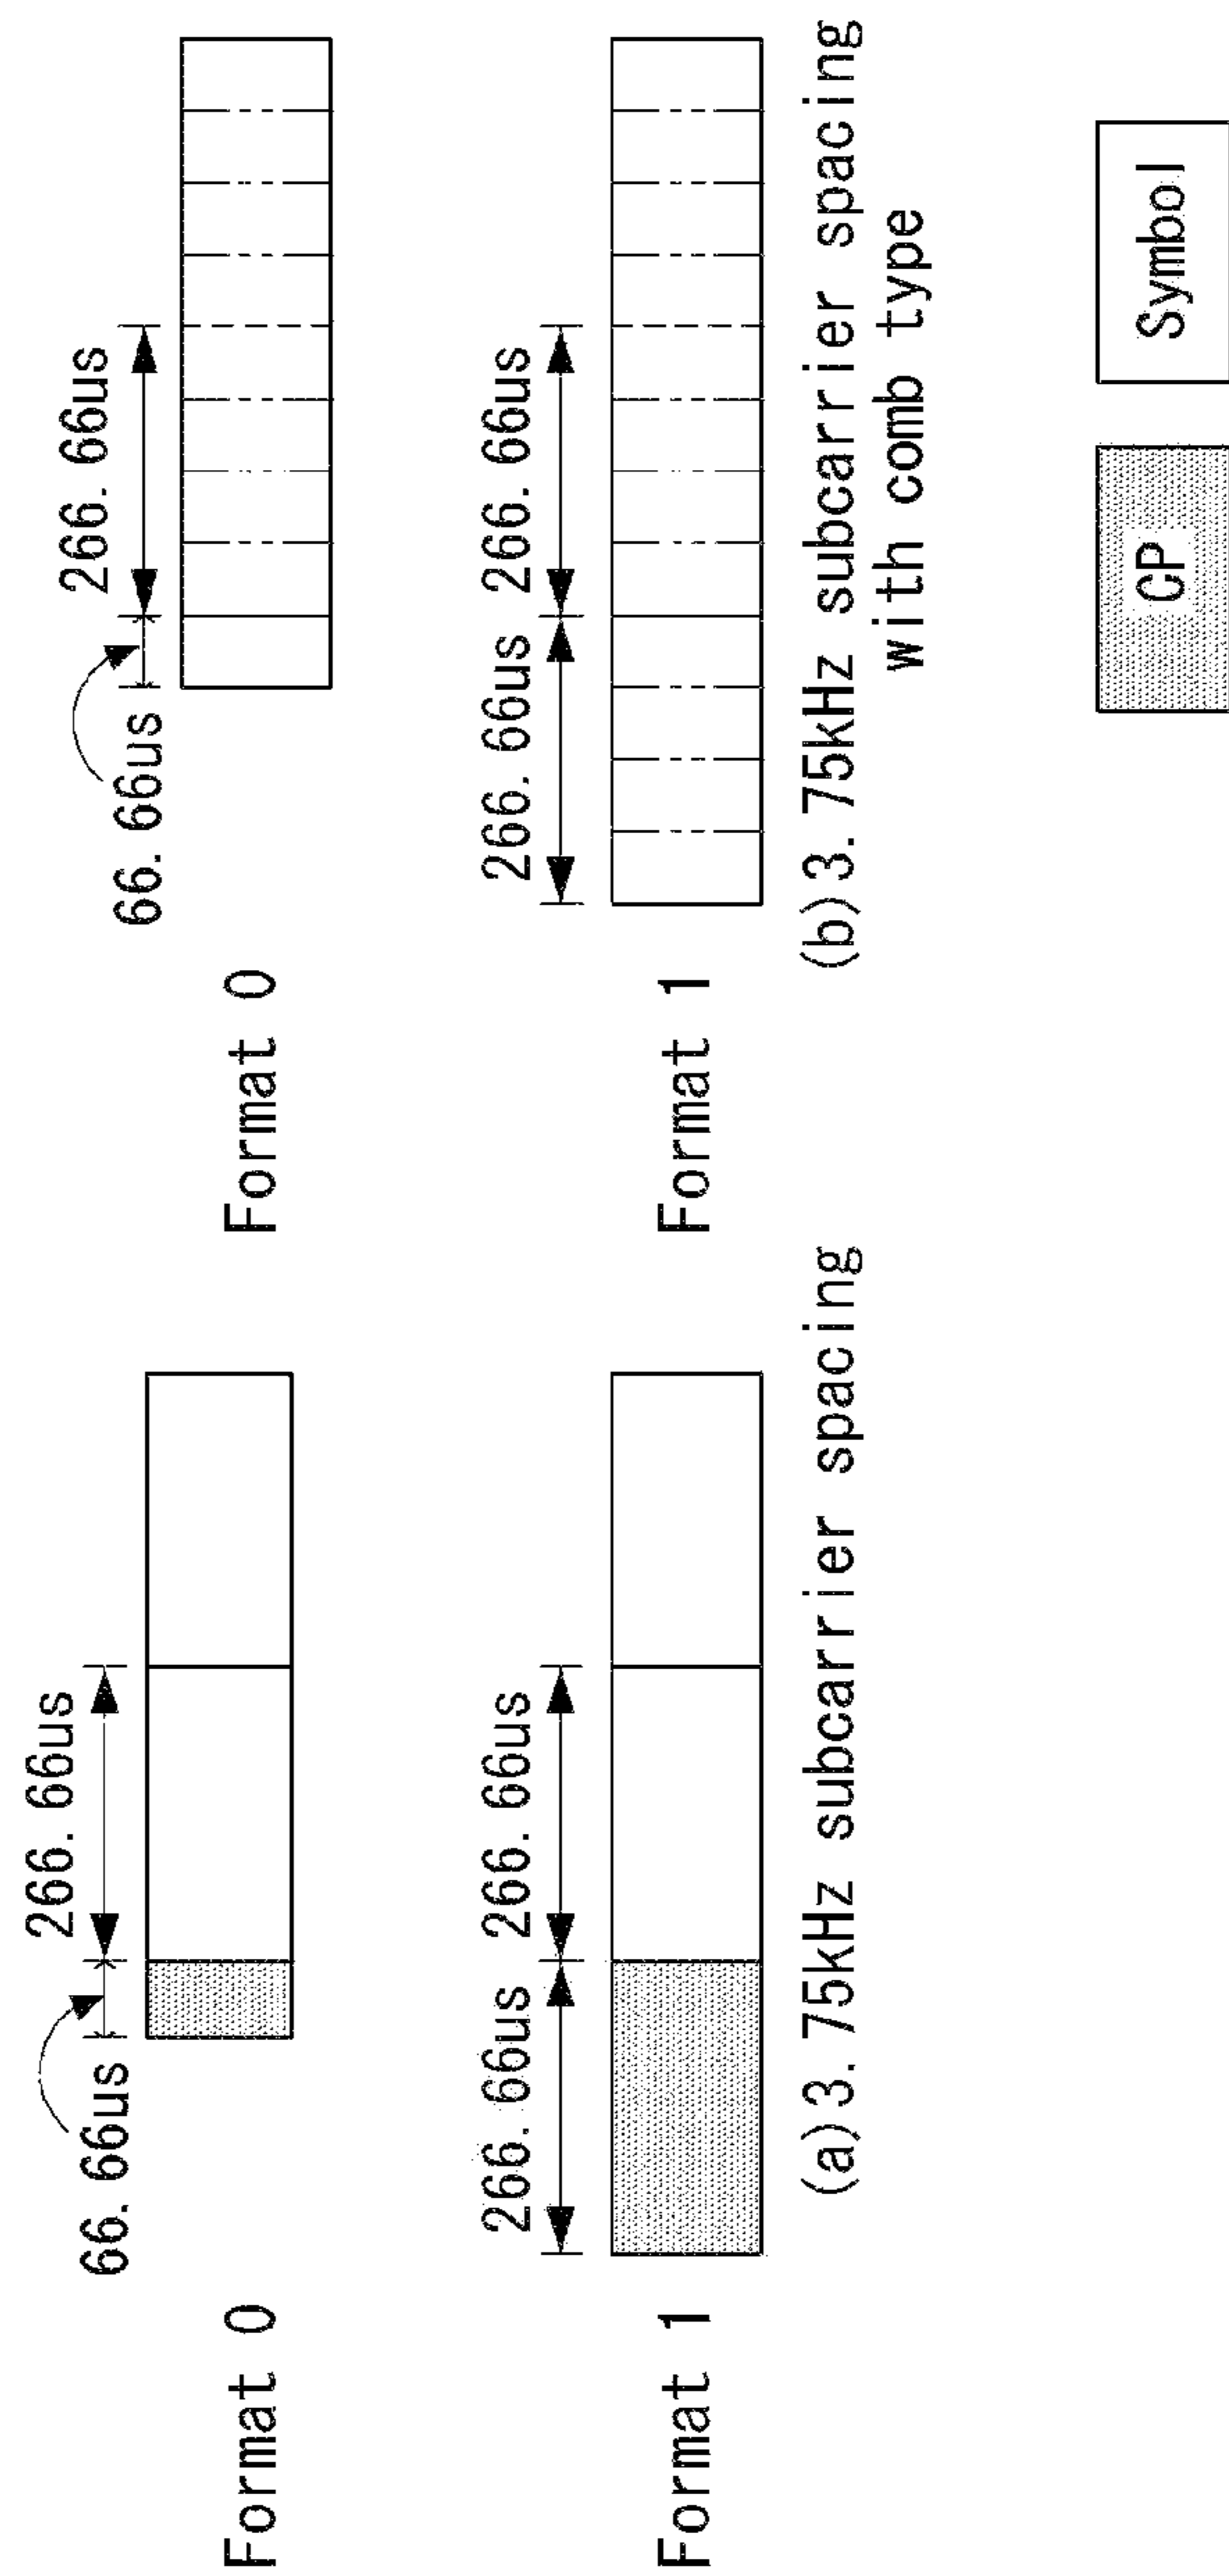 Format 0
66. 66us
266. 66us
Format 1
266. 66us
266. 66us
(a) 3. 75kHz subcarrier spacing
Format 0
66. 66us
266. 66us
Format 1
266. 66us
266. 66us
(b) 3. 75kHz subcarrier spacing
with comb type
CP
Symbol